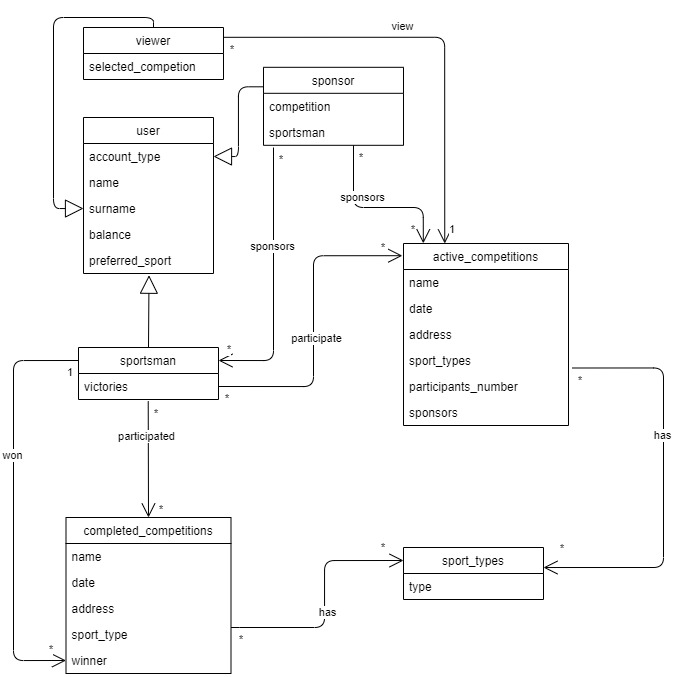 view
viewer
*
selected_competion
sponsor
competition
sportsman
user
account_type
name
surname
balance
preferred_sport
*
*
sponsors
*
1
sponsors
*
active_competitions
name
date
address
sport_types
participants_number
sponsors
participate
*
sportsman
1
victories
*
*
*
participated
won
has
*
completed_competitions
name
date
address
sport_type
winner
*
*
has
*
*
sport_types
type